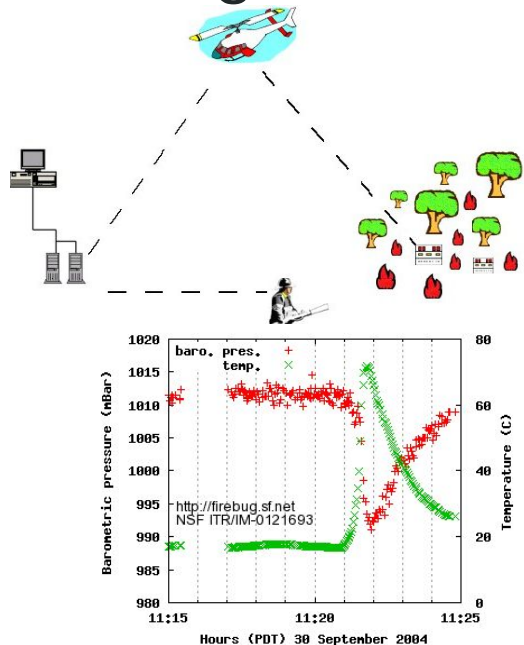 1020
1015
1010
1005
1000
995
990
985
980
Barometric pressure (mBar)
baro. pres. +
temp. ×
http://firebug.sf.net
NSF ITR/IM-0121693
80
60
40
20
0
Temperature (C)
11:15
11:20
11:25
Hours (PDT) 30 September 2004